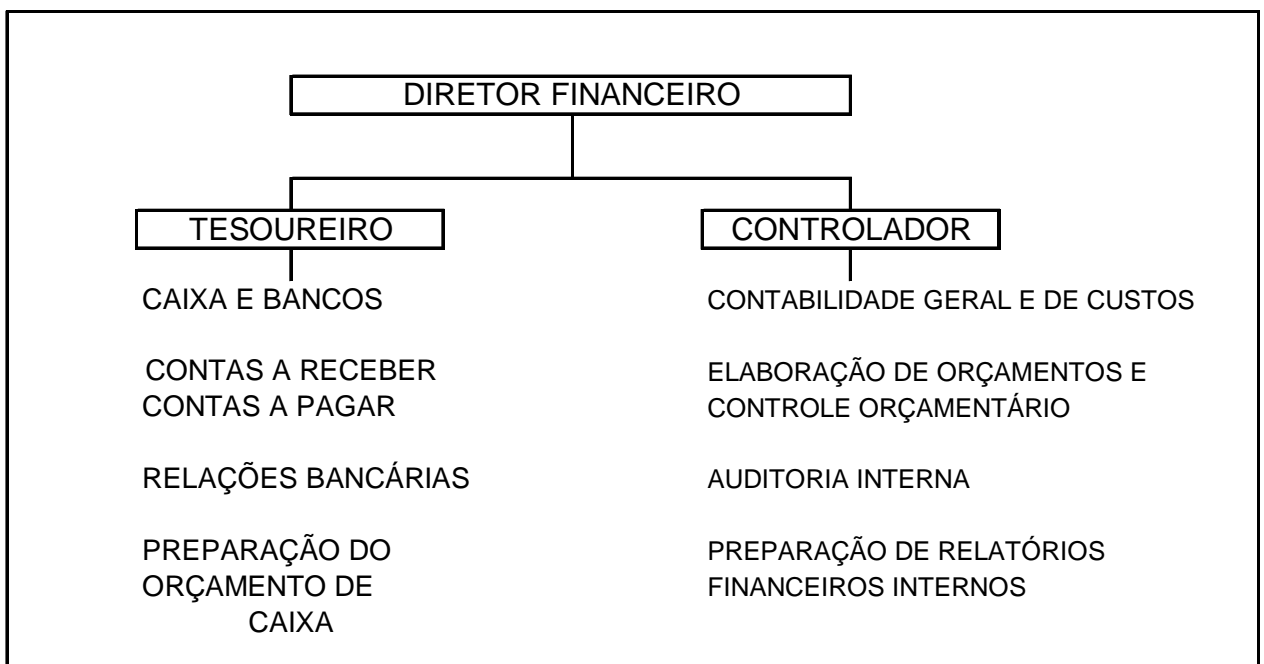 DIRETOR FINANCEIRO
TESOUREIRO
CAIXA E BANCOS
CONTAS A RECEBER
CONTAS A PAGAR
RELAÇÕES BANCÁRIAS
PREPARAÇÃO DO
ORÇAMENTO DE
CAIXA
CONTROLADOR
CONTABILIDADE GERAL E DE CUSTOS
ELABORAÇÃO DE ORÇAMENTOS E
CONTROLE ORÇAMENTÁRIO
AUDITORIA INTERNA
PREPARAÇÃO DE RELATÓRIOS
FINANCEIROS INTERNOS